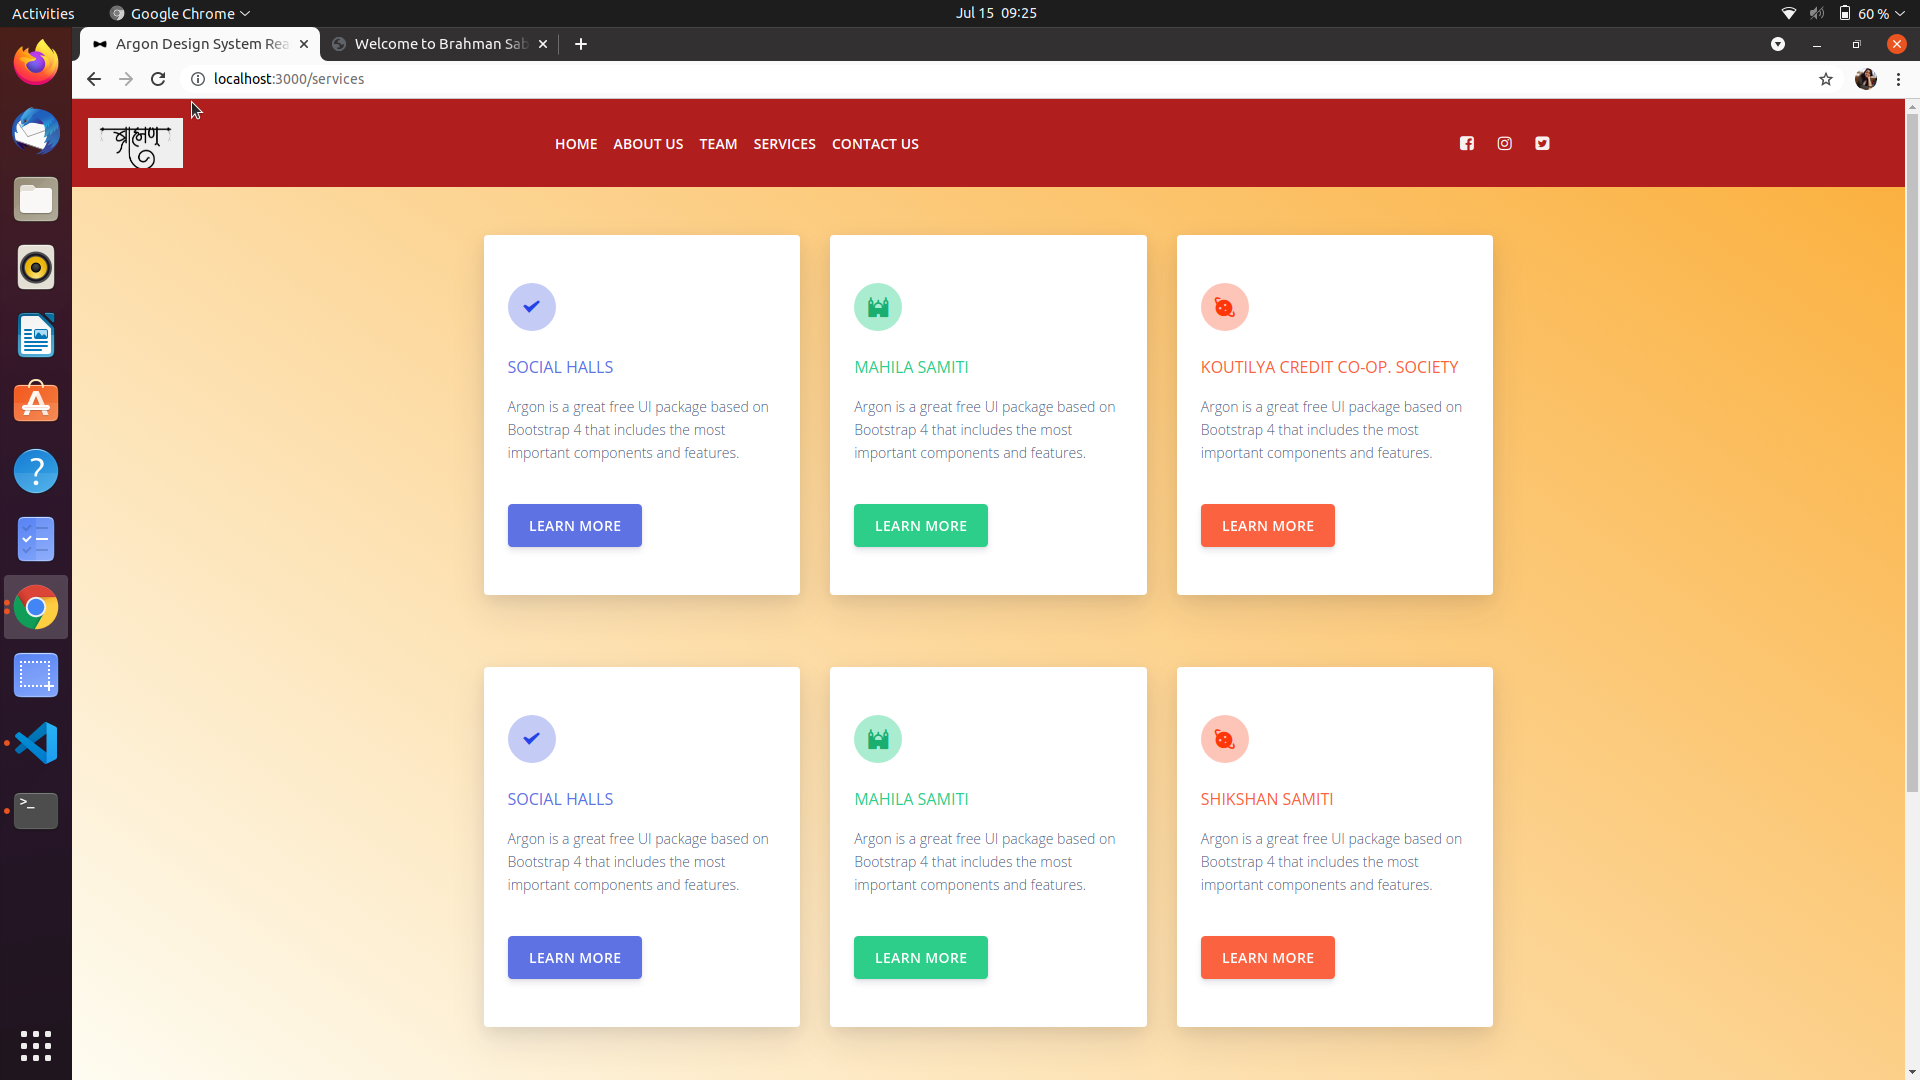 Activities
Google Chrome
Jul 15 09:25
60 %
Argon Design System Rea
Welcome to Brahman Sab
localhost:3000/services
ब्राह्मण
HOME ABOUT US TEAM SERVICES CONTACT US
SOCIAL HALLS
Argon is a great free UI package based on
Bootstrap 4 that includes the most
important components and features.
LEARN MORE
MAHILA SAMITI
Argon is a great free UI package based on
Bootstrap 4 that includes the most
important components and features.
LEARN MORE
KOUTILYA CREDIT CO-OP. SOCIETY
Argon is a great free UI package based on
Bootstrap 4 that includes the most
important components and features.
LEARN MORE
SOCIAL HALLS
Argon is a great free UI package based on
Bootstrap 4 that includes the most
important components and features.
LEARN MORE
MAHILA SAMITI
Argon is a great free UI package based on
Bootstrap 4 that includes the most
important components and features.
LEARN MORE
SHIKSHAN SAMITI
Argon is a great free UI package based on
Bootstrap 4 that includes the most
important components and features.
LEARN MORE